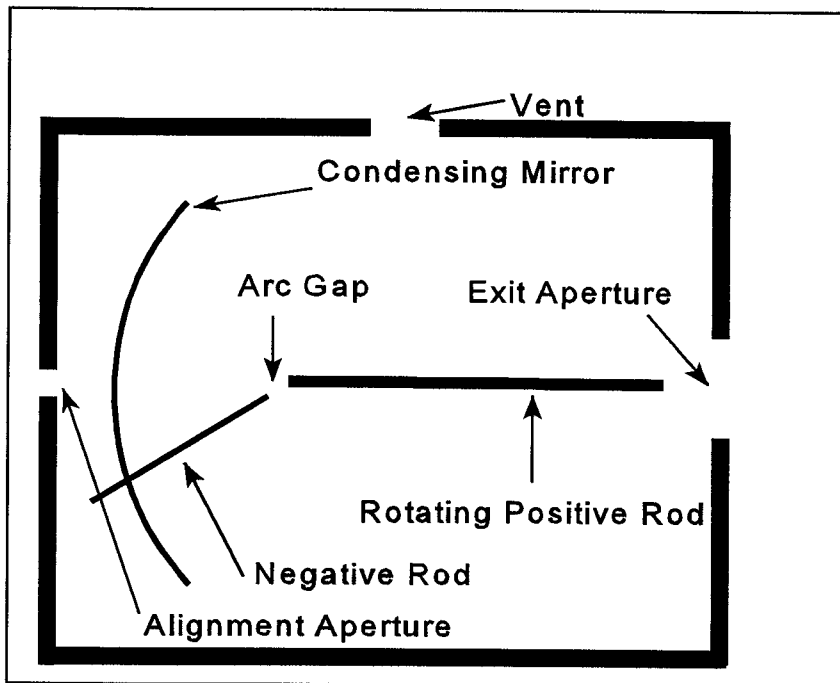 Vent
Condensing Mirror
Arc Gap
Exit Aperture
Rotating Positive Rod
Negative Rod
Alignment Aperture